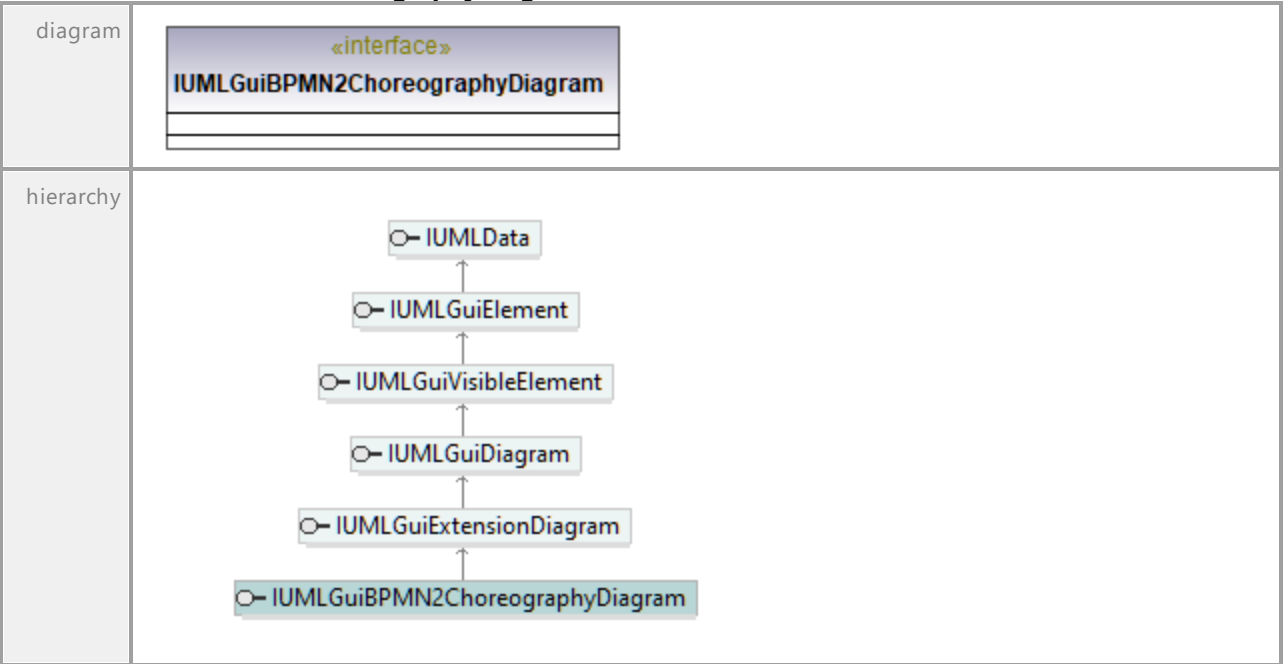 diagram
«interface»
IUMLGuiBPMN2ChoreographyDiagram
hierarchy
IUMLData
IUMLGuiElement
IUMLGuiVisibleElement
IUMLGuiDiagram
IUMLGuiExtensionDiagram
IUMLGuiBPMN2ChoreographyDiagram